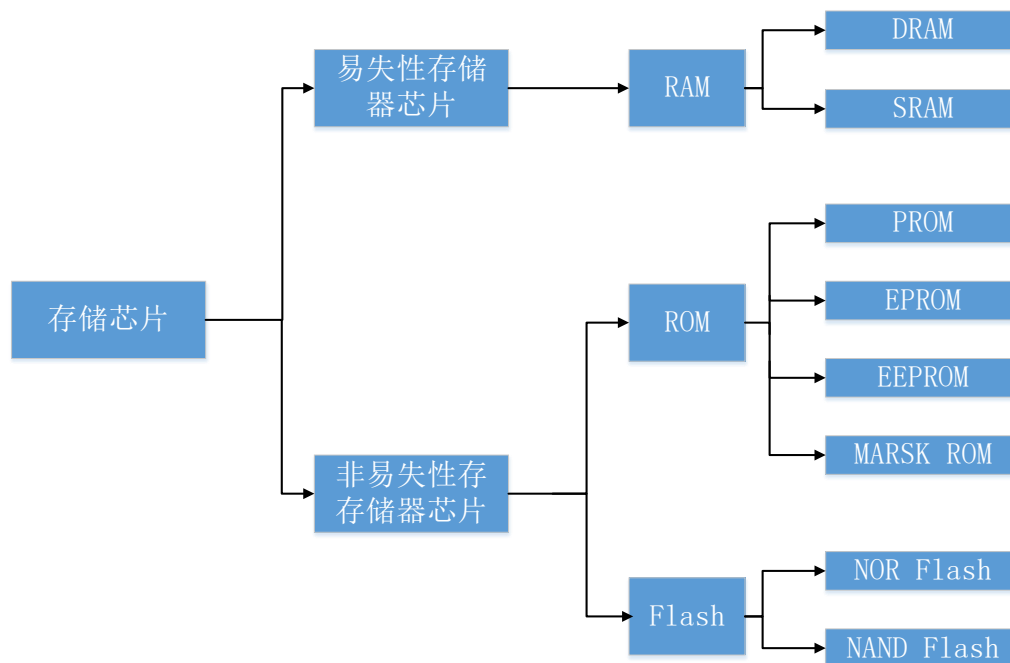 存储芯片
易失性存储
器芯片
非易失性存
存储器芯片
RAM
ROM
Flash
DRAM
SRAM
PROM
EPROM
EEPROM
MARSK ROM
NOR Flash
NAND Flash